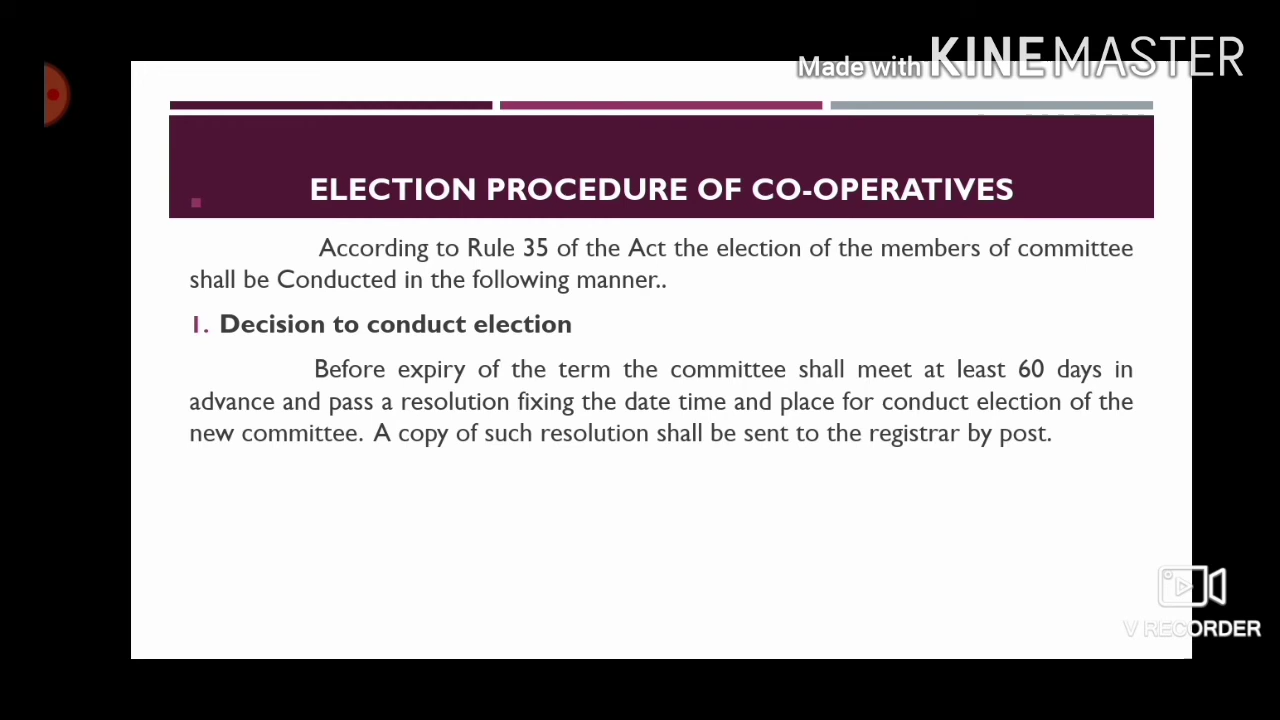 Made with KINEMASTER
ELECTION PROCEDURE OF CO-OPERATIVES
According to Rule 35 of the Act the election of the members of committee
shall be Conducted in the following manner..
1. Decision to conduct election
Before expiry of the term the committee shall meet at least 60 days in
advance and pass a resolution fixing the date time and place for conduct election of the
new committee. A copy of such resolution shall be sent to the registrar by post.
V RECORDER